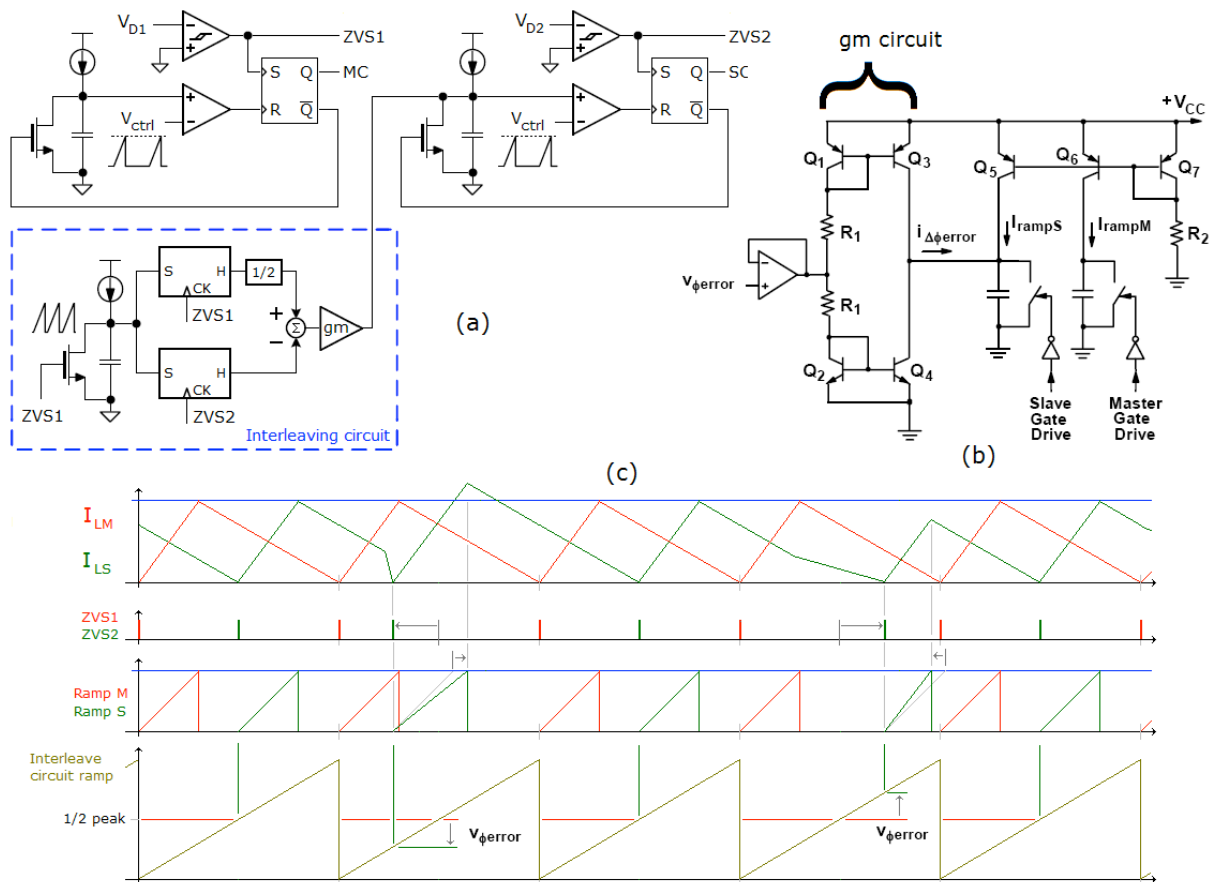 V_D1
ZVS1
S Q
MC
R Q̅
V_ctrl
V_D2
ZVS2
S Q
SC
R Q̅
V_ctrl
S H
CK
ZVS1
1/2
Σ
gm
S H
CK
ZVS2
ZVS1
Interleaving circuit
(a)
gm circuit
+V_CC
Q1
Q3
Q5
Q6
Q7
R1
i_Δϕerror
I_rampS
I_rampM
R2
v_ϕerror
R1
Q2
Q4
Slave
Gate
Drive
Master
Gate
Drive
(b)
(c)
I_LM
I_LS
ZVS1
ZVS2
Ramp M
Ramp S
Interleave
circuit ramp
1/2 peak
v_ϕerror
v_ϕerror